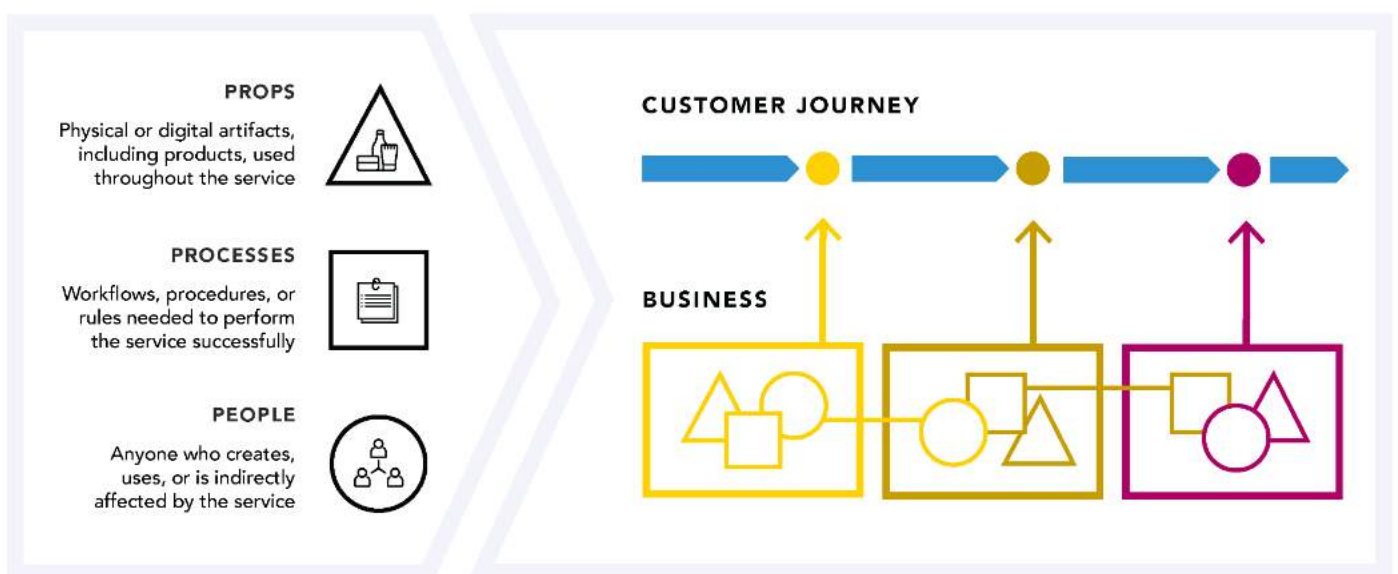 PROPS
Physical or digital artifacts,
including products, used
throughout the service
PROCESSES
Workflows, procedures, or
rules needed to perform
the service successfully
PEOPLE
Anyone who creates,
uses, or is indirectly
affected by the service
CUSTOMER JOURNEY
BUSINESS